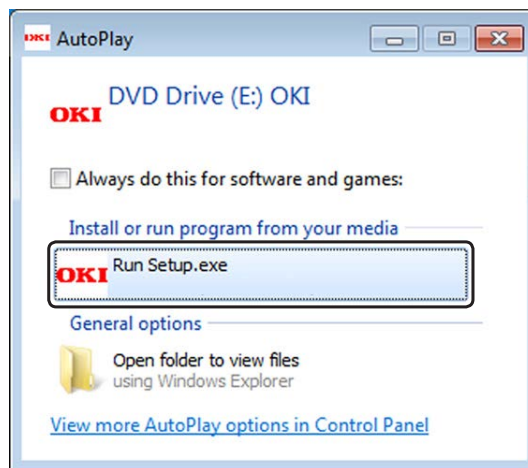 OKI AutoPlay
DVD Drive (E:) OKI
OKI
Always do this for software and games:
Install or run program from your media
OKI Run Setup.exe
General options
Open folder to view files
using Windows Explorer
View more AutoPlay options in Control Panel